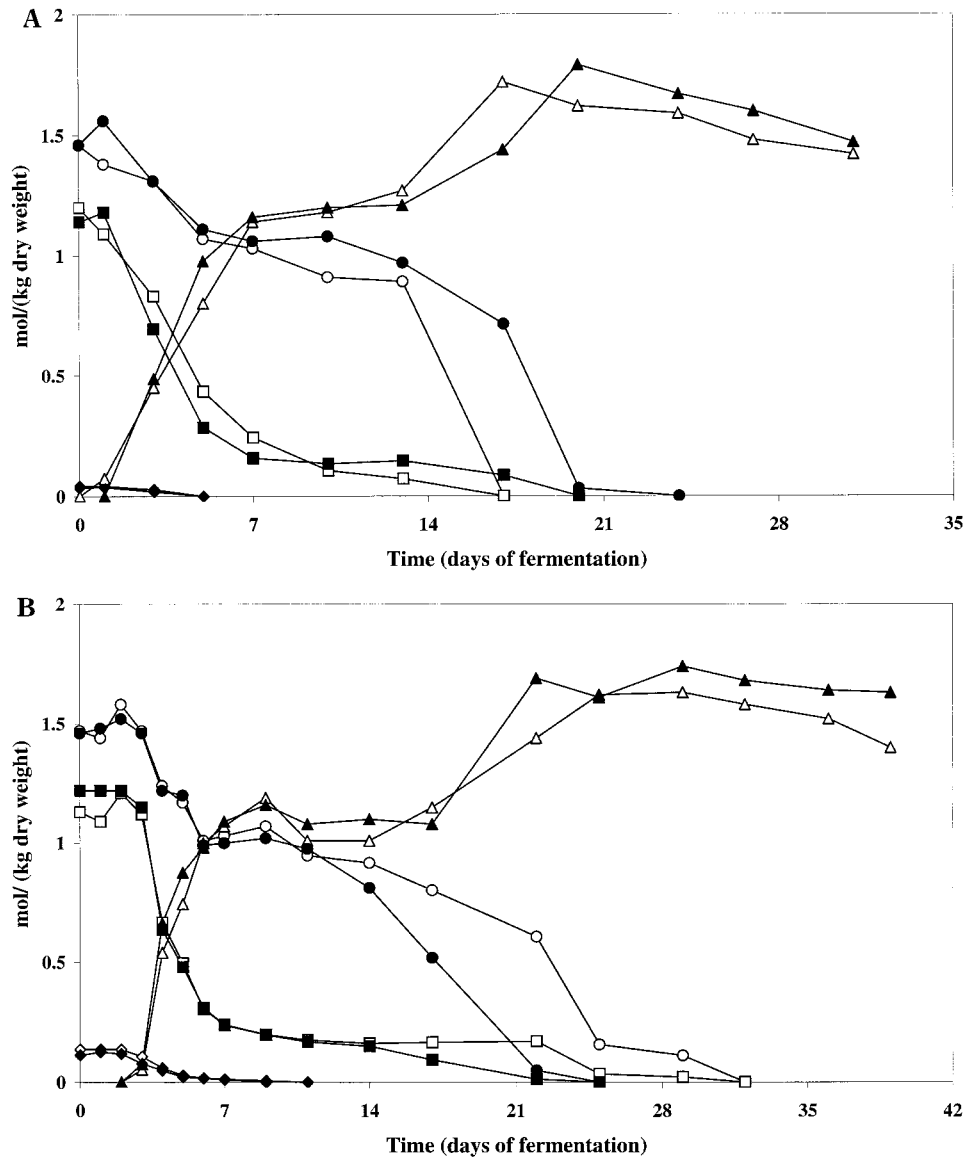 A
2
1.5
1
0.5
0
mol/(kg dry weight)
0 7 14 21 28 35
Time (days of fermentation)
B
2
1.5
1
0.5
0
mol/ (kg dry weight)
0 7 14 21 28 35 42
Time (days of fermentation)